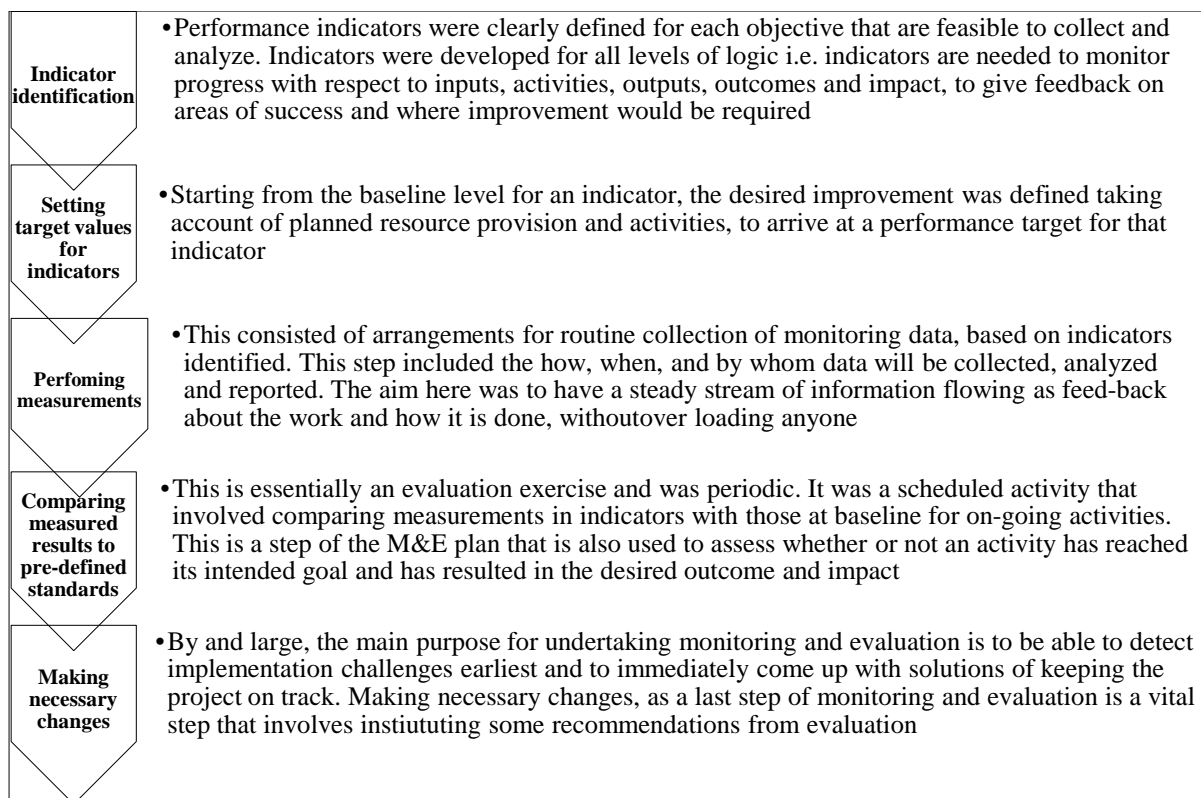 Indicator
identification
•Performance indicators were clearly defined for each objective that are feasible to collect and
analyze. Indicators were developed for all levels of logic i.e. indicators are needed to monitor
progress with respect to inputs, activities, outputs, outcomes and impact, to give feedback on
areas of success and where improvement would be required
Setting
target values
for
indicators
•Starting from the baseline level for an indicator, the desired improvement was defined taking
account of planned resource provision and activities, to arrive at a performance target for that
indicator
Perfoming
measurements
•This consisted of arrangements for routine collection of monitoring data, based on indicators
identified. This step included the how, when, and by whom data will be collected, analyzed
and reported. The aim here was to have a steady stream of information flowing as feed-back
about the work and how it is done, withoutover loading anyone
Comparing
measured
results to
pre-defined
standards
•This is essentially an evaluation exercise and was periodic. It was a scheduled activity that
involved comparing measurements in indicators with those at baseline for on-going activities.
This is a step of the M&E plan that is also used to assess whether or not an activity has reached
its intended goal and has resulted in the desired outcome and impact
Making
necessary
changes
•By and large, the main purpose for undertaking monitoring and evaluation is to be able to detect
implementation challenges earliest and to immediately come up with solutions of keeping the
project on track. Making necessary changes, as a last step of monitoring and evaluation is a vital
step that involves instiututing some recommendations from evaluation